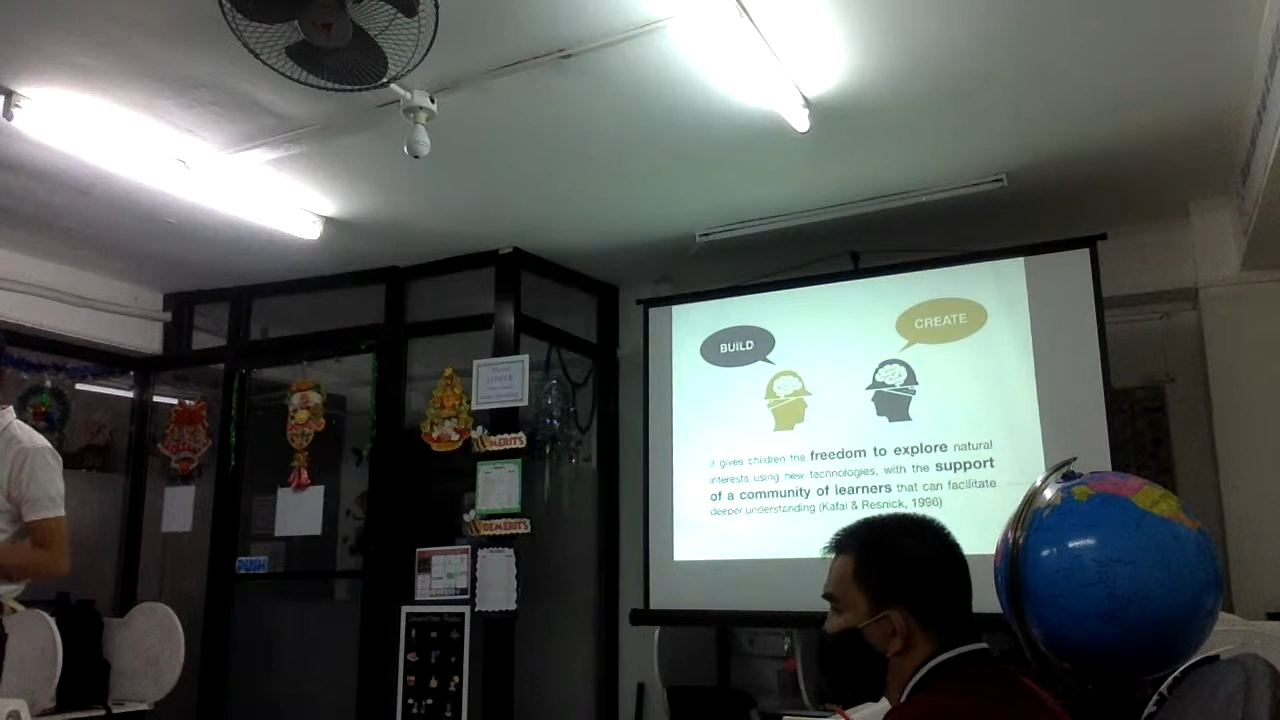 CREATE
BUILD
It gives children the freedom to explore natural
interests using new technologies, with the support
of a community of learners that can facilitate
deeper understanding (Kafai & Resnick, 1996)
MERITS
DEMERITS
PUSH